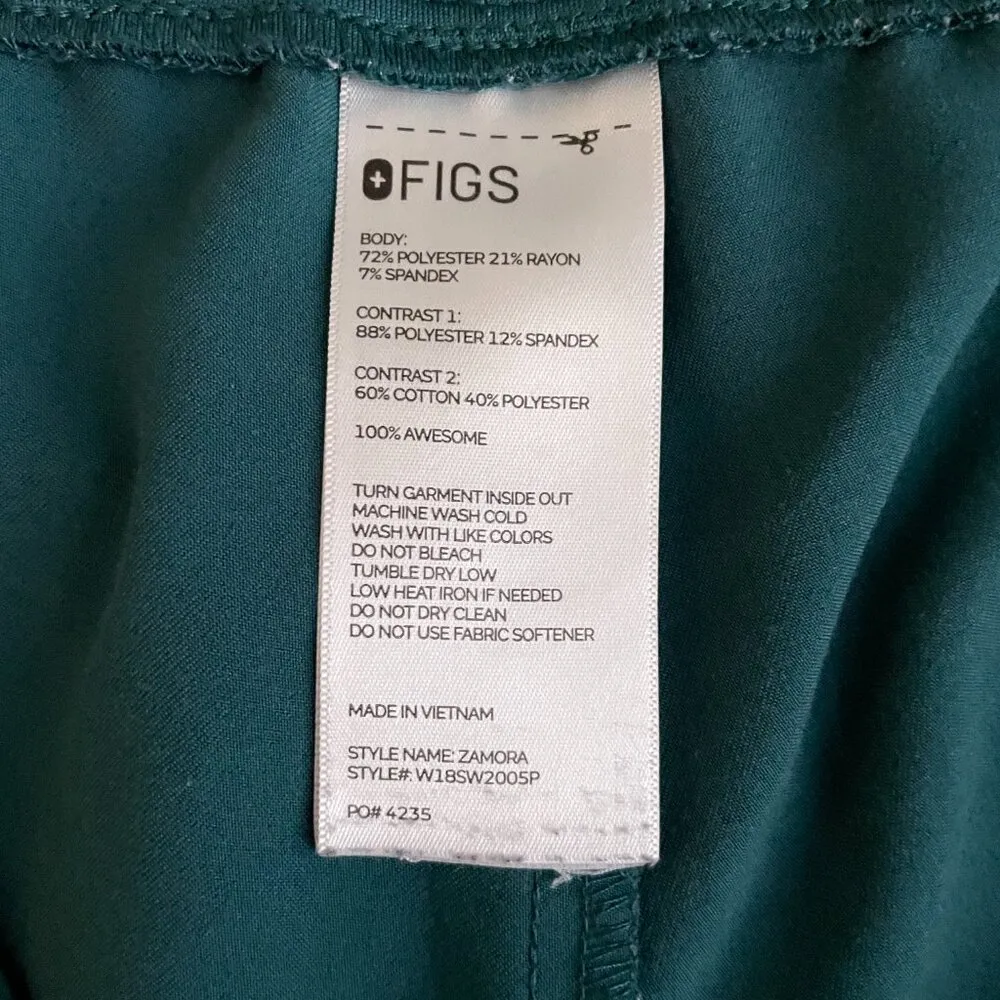 FIGS
BODY:
72% POLYESTER 21% RAYON
7% SPANDEX
CONTRAST 1:
88% POLYESTER 12% SPANDEX
CONTRAST 2:
60% COTTON 40% POLYESTER
100% AWESOME
TURN GARMENT INSIDE OUT
MACHINE WASH COLD
WASH WITH LIKE COLORS
DO NOT BLEACH
TUMBLE DRY LOW
LOW HEAT IRON IF NEEDED
DO NOT DRY CLEAN
DO NOT USE FABRIC SOFTENER
MADE IN VIETNAM
STYLE NAME: ZAMORA
STYLE#: W18SW2005P
PO# 4235